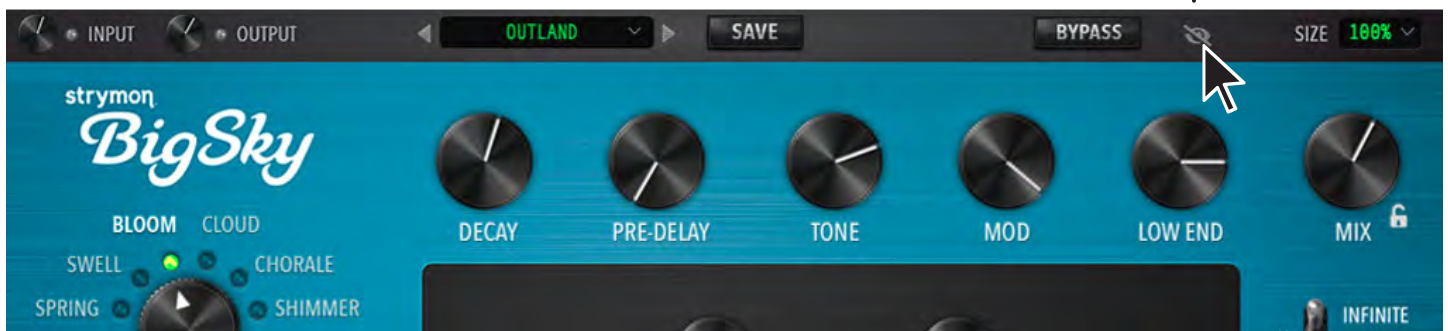 INPUT OUTPUT OUTLAND SAVE BYPASS SIZE 100%
strymon
BigSky
DECAY PRE-DELAY TONE MOD LOW END MIX
BLOOM CLOUD
SWELL CHORALE
SPRING SHIMMER
INFINITE